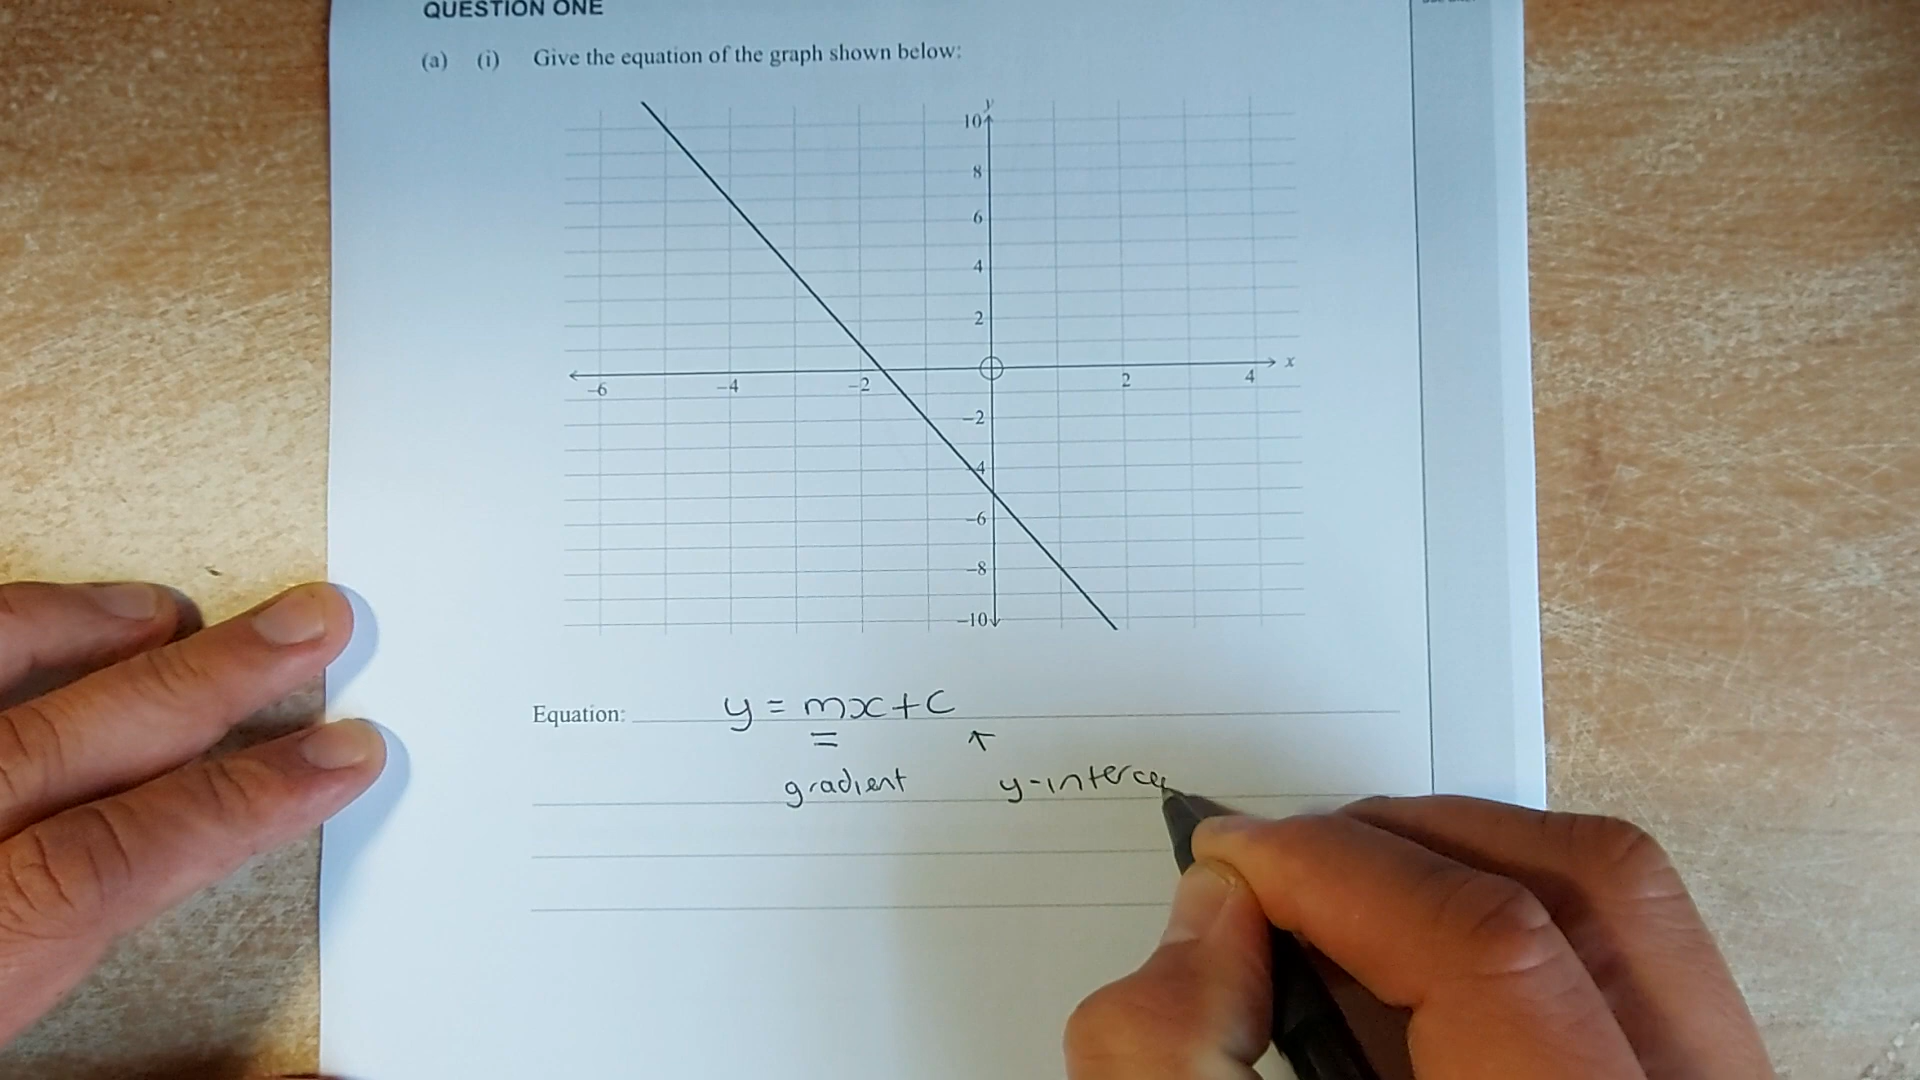 QUESTION ONE
(a) (i) Give the equation of the graph shown below:
y
10
8
6
4
2
-6 -4 -2 2 4 x
-2
-4
-6
-8
-10
Equation: y = mx+c
gradient y-interce